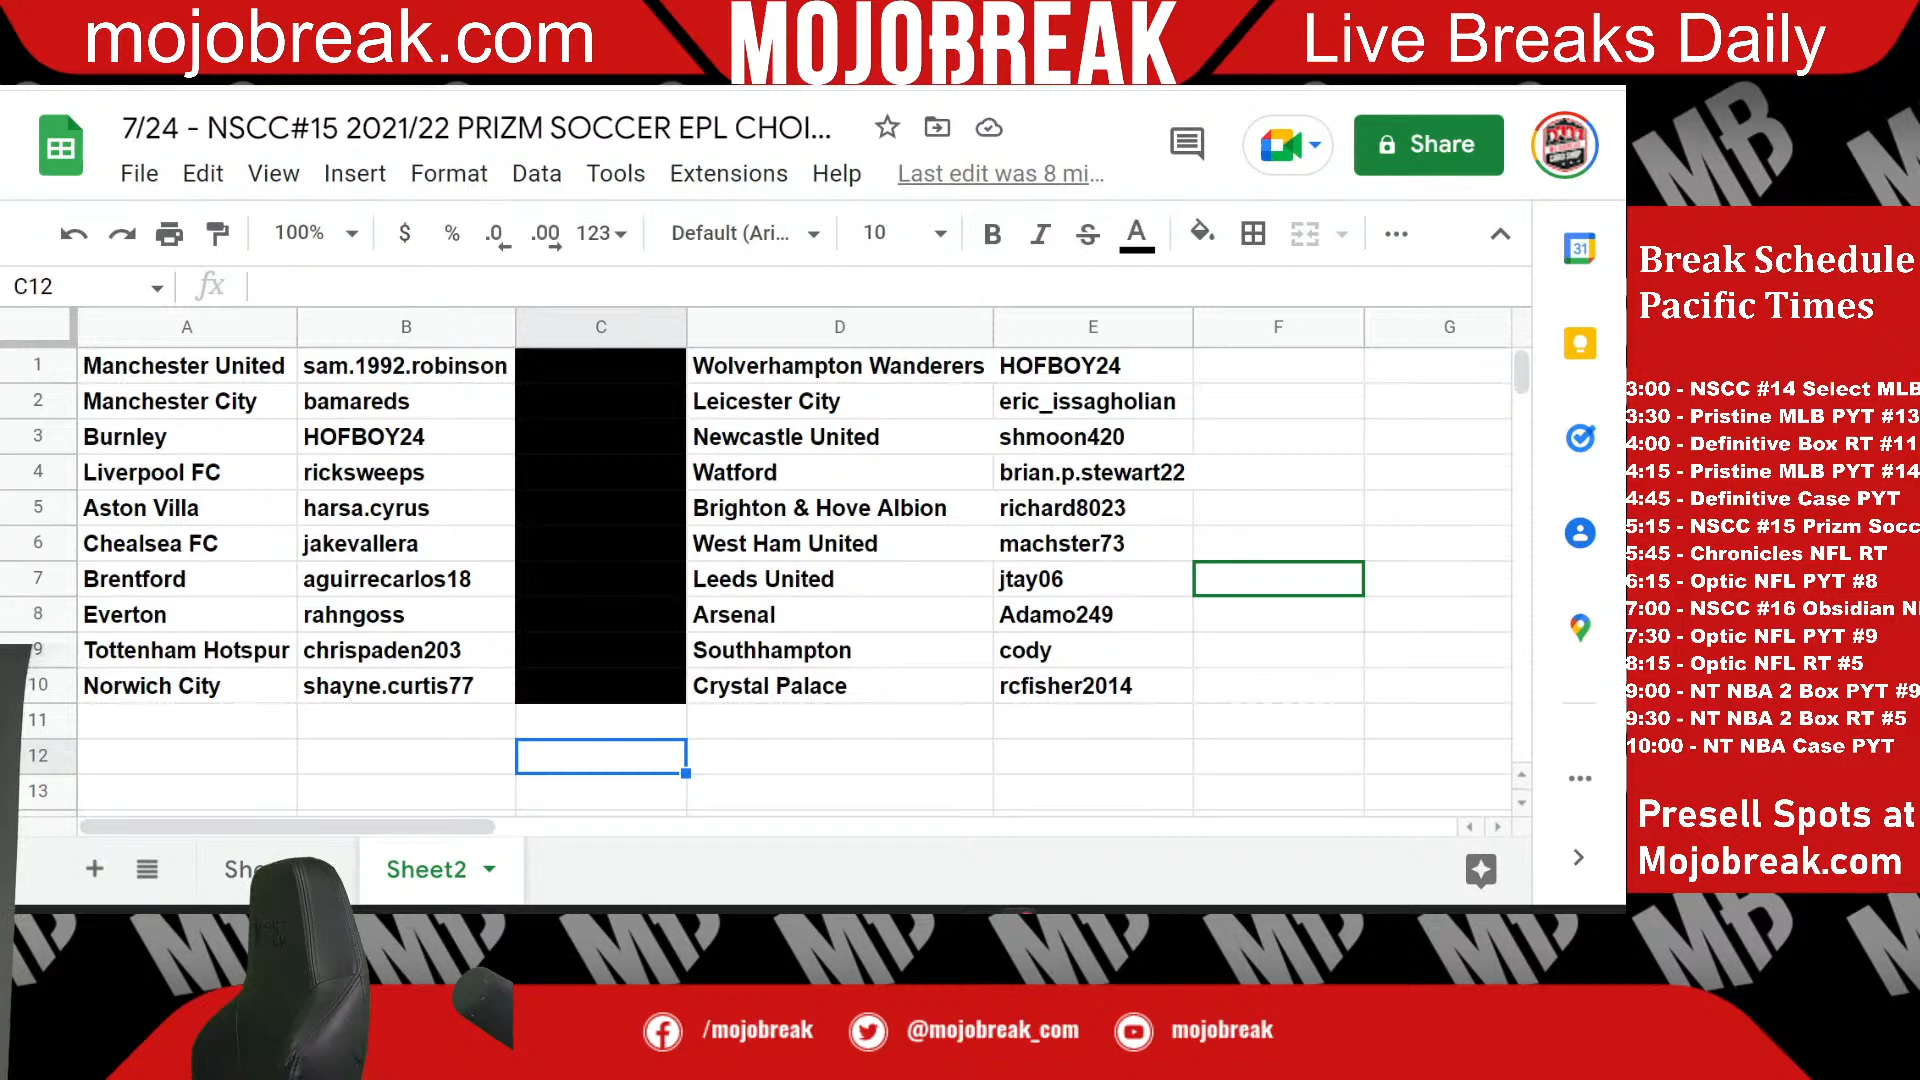 mojobreak.com
MOJOBREAK
Live Breaks Daily
7/24 - NSCC#15 2021/22 PRIZM SOCCER EPL CHOI...
Share
File Edit View Insert Format Data Tools Extensions Help Last edit was 8 mi...
100% $ % .0 .00 123 Default (Ari... 10 B I S A
31
C12 fx
A B C D E F G
1 Manchester United sam.1992.robinson Wolverhampton Wanderers HOFBOY24
2 Manchester City bamareds Leicester City eric_issagholian
3 Burnley HOFBOY24 Newcastle United shmoon420
4 Liverpool FC ricksweeps Watford brian.p.stewart22
5 Aston Villa harsa.cyrus Brighton & Hove Albion richard8023
6 Chealsea FC jakevallera West Ham United machster73
7 Brentford aguirrecarlos18 Leeds United jtay06
8 Everton rahngoss Arsenal Adamo249
9 Tottenham Hotspur chrispaden203 Southhampton cody
10 Norwich City shayne.curtis77 Crystal Palace rcfisher2014
11
12
13
Sheet2
Break Schedule
Pacific Times
3:00 - NSCC #14 Select MLB
3:30 - Pristine MLB PYT #13
4:00 - Definitive Box RT #11
4:15 - Pristine MLB PYT #14
4:45 - Definitive Case PYT
5:15 - NSCC #15 Prizm Socc
5:45 - Chronicles NFL RT
6:15 - Optic NFL PYT #8
7:00 - NSCC #16 Obsidian
7:30 - Optic NFL PYT #9
8:15 - Optic NFL RT #5
9:00 - NT NBA 2 Box PYT #9
9:30 - NT NBA 2 Box RT #5
10:00 - NT NBA Case PYT
Presell Spots at
Mojobreak.com
/mojobreak @mojobreak_com mojobreak